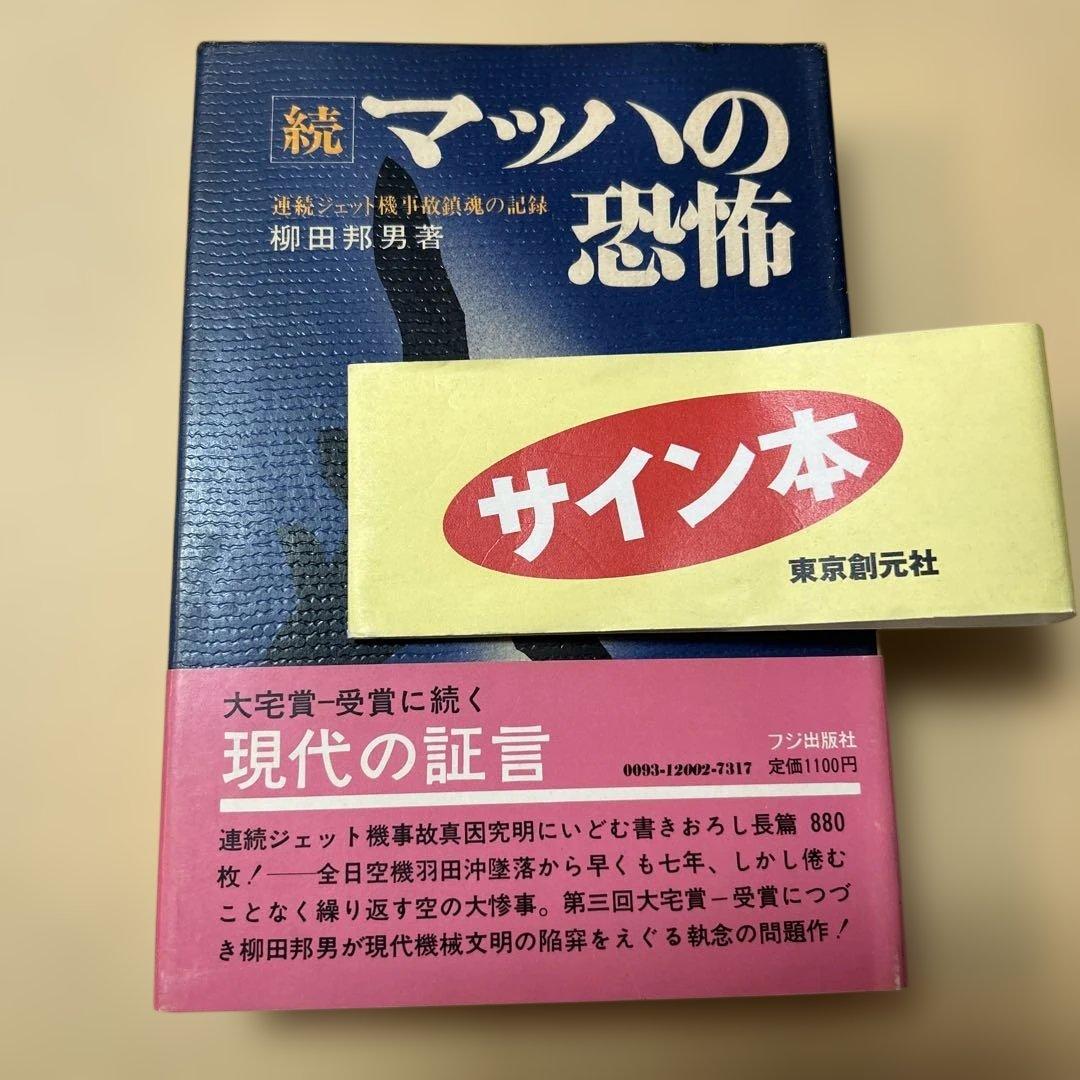 続 マッハの
恐怖
連続ジェット機事故鎮魂の記録
柳田邦男著
サイン本
東京創元社
大宅賞−受賞に続く
現代の証言
フジ出版社
0093-12002-7317 定価1100円
連続ジェット機事故真因究明にいどむ書きおろし長篇 880
枚!――全日空機羽田沖墜落から早くも七年、しかし倦む
ことなく繰り返す空の大惨事。第三回大宅賞−受賞につづ
き柳田邦男が現代機械文明の陥穽をえぐる執念の問題作!